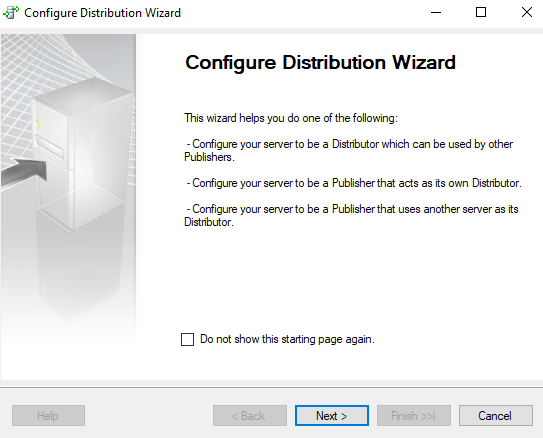 Configure Distribution Wizard
Configure Distribution Wizard
This wizard helps you do one of the following:
- Configure your server to be a Distributor which can be used by other
Publishers.
- Configure your server to be a Publisher that acts as its own Distributor.
- Configure your server to be a Publisher that uses another server as its
Distributor.
Do not show this starting page again.
Help
< Back
Next >
Finish >>|
Cancel